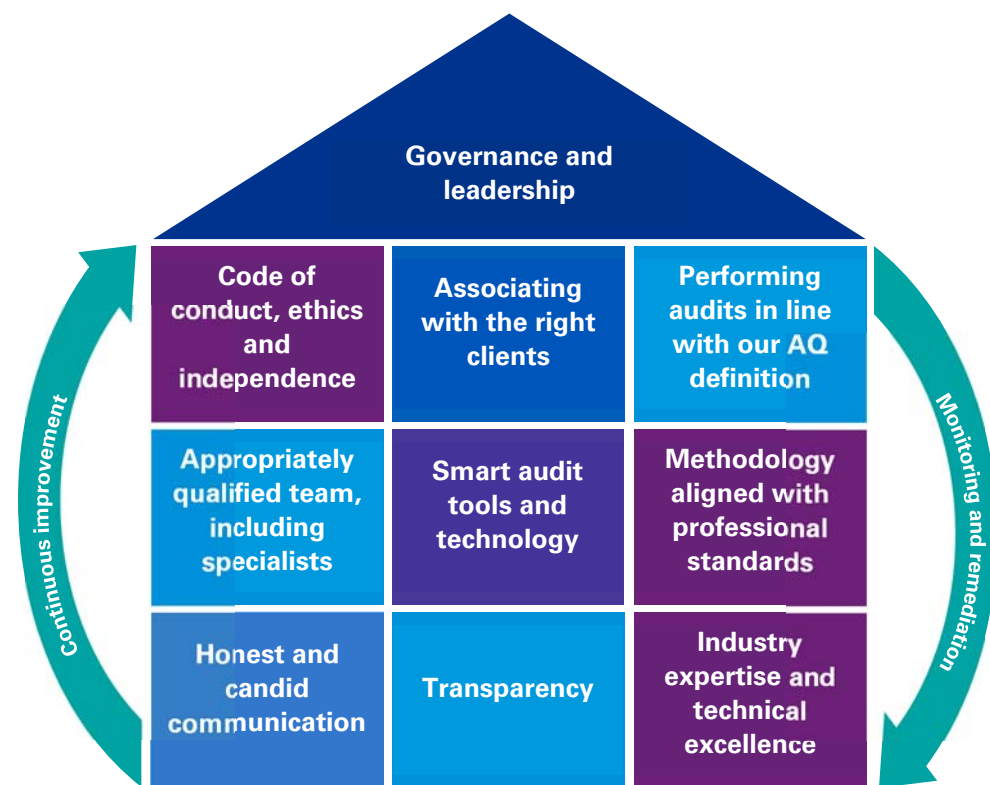 Governance and
leadership
Code of
conduct, ethics
and
independence
Associating
with the right
clients
Performing
audits in line
with our AQ
definition
Appropriately
qualified team,
including
specialists
Smart audit
tools and
technology
Methodology
aligned with
professional
standards
Honest and
candid
communication
Transparency
Industry
expertise and
technical
excellence
Continuous improvement
Monitoring and remediation